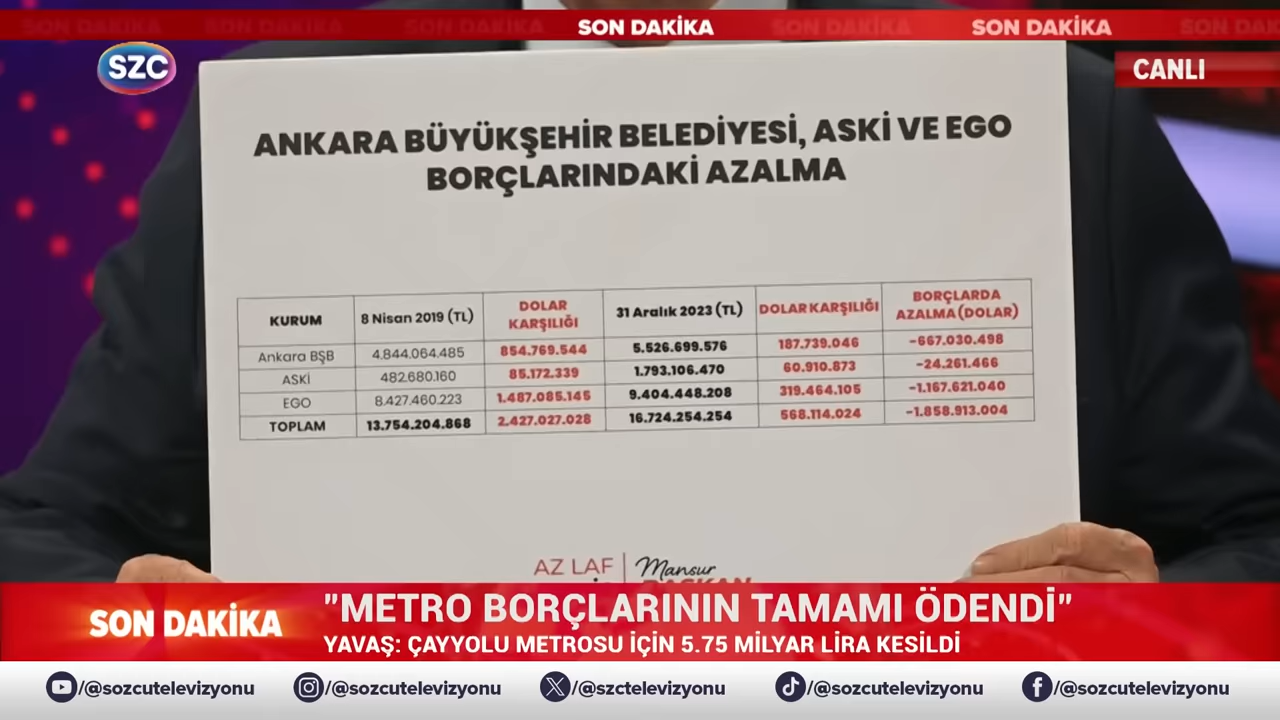 SON DAKİKA SON DAKİKA
SZC
CANLI
ANKARA BÜYÜKŞEHİR BELEDİYESİ, ASKİ VE EGO
BORÇLARINDAKİ AZALMA
KURUM 8 Nisan 2019 (TL) DOLAR KARŞILIĞI 31 Aralık 2023 (TL) DOLAR KARŞILIĞI BORÇLARDA AZALMA (DOLAR)
Ankara BŞB 4.844.064.485 854.769.544 5.526.699.576 187.739.046 -667.030.498
ASKİ 482.680.160 85.172.339 1.793.106.470 60.910.873 -24.261.466
EGO 8.427.460.223 1.487.085.145 9.404.448.208 319.464.105 -1.167.621.040
TOPLAM 13.754.204.868 2.427.027.028 16.724.254.254 568.114.024 -1.858.913.004
AZ LAF Mansur
BAŞKAN
SON DAKİKA
"METRO BORÇLARININ TAMAMI ÖDENDİ"
YAVAŞ: ÇAYYOLU METROSU İÇİN 5.75 MİLYAR LİRA KESİLDİ
/@sozcutelevizyonu /@sozcutelevizyonu /@szctelevizyonu /@sozcutelevizyonu /@sozcutelevizyonu